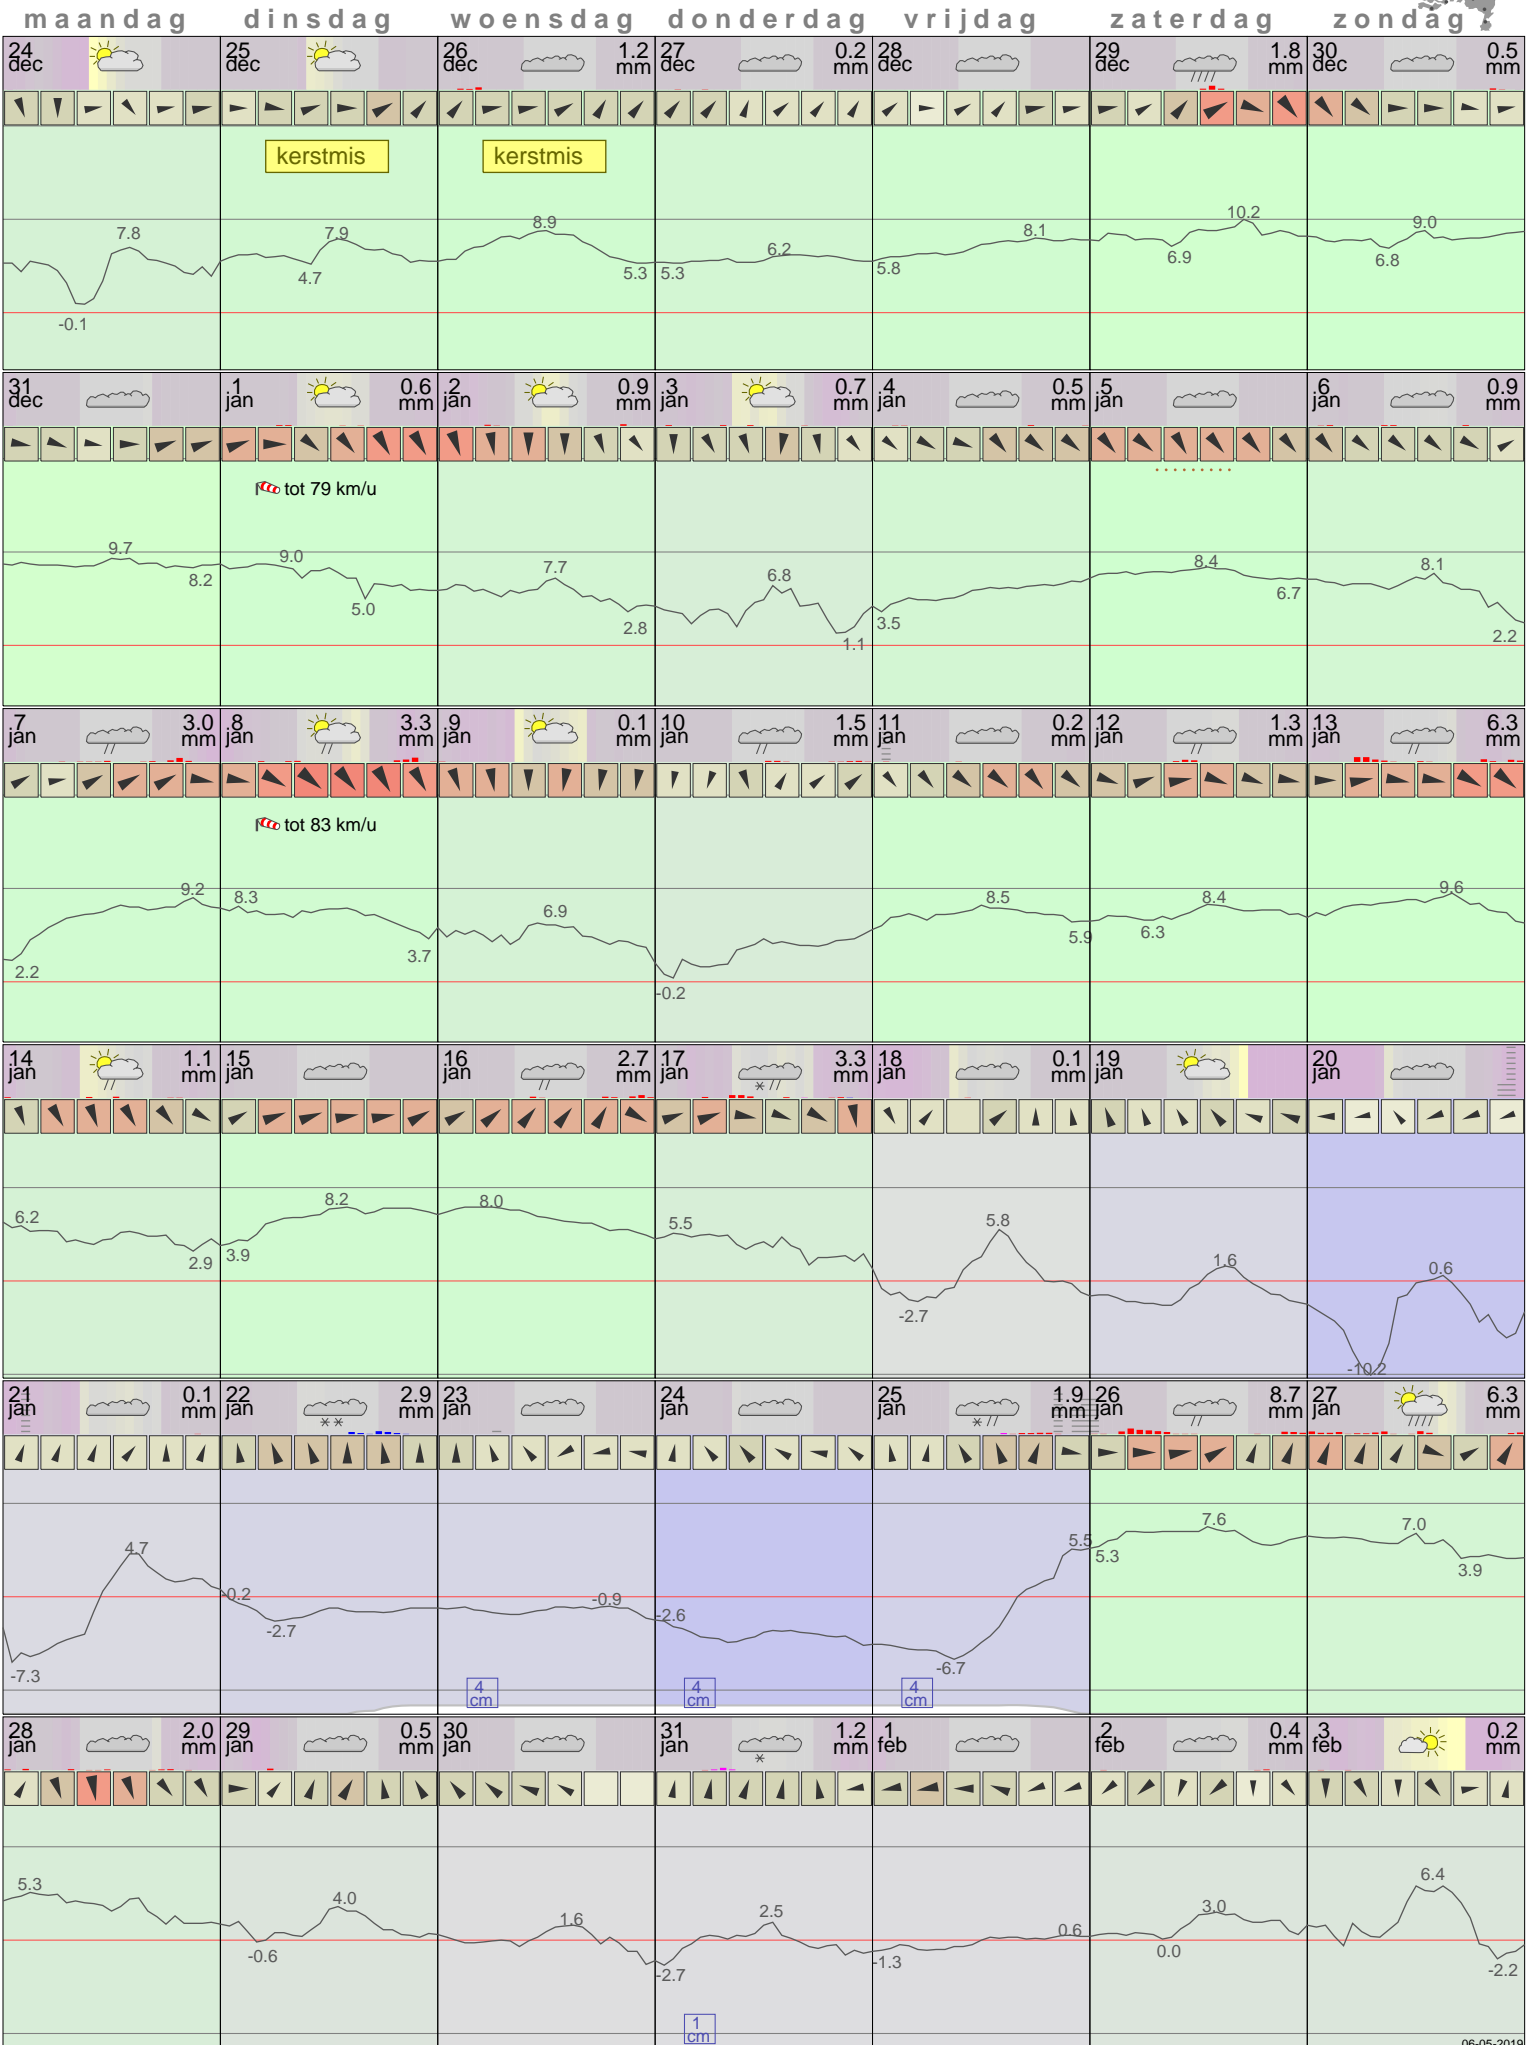 maandag dinsdag woensdag donderdag vrijdag zaterdag zondag
24 25 26 1.2 27 0.2 28 29 1.8 30 0.5
dec dec dec mm dec mm dec dec mm dec mm
kerstmis kerstmis
7.8 7.9 8.9 6.2 8.1 10.2 9.0
-0.1 4.7 5.3 5.3 5.8 6.9 6.8
31 1 0.6 2 0.9 3 0.7 4 0.5 5 6 0.9
dec jan mm jan mm jan mm jan mm jan jan mm
tot 79 km/u
9.7 9.0 7.7 6.8 8.4 8.1
8.2 5.0 2.8 1.1 3.5 6.7 2.2
7 3.0 8 3.3 9 0.1 10 1.5 11 0.2 12 1.3 13 6.3
jan mm jan mm jan mm jan mm jan mm jan mm jan mm
tot 83 km/u
9.2 8.3 6.9 8.5 8.4 9.6
2.2 3.7 -0.2 5.9 6.3
14 1.1 15 16 2.7 17 3.3 18 0.1 19 20
jan mm jan jan mm jan mm jan mm jan jan
6.2 8.2 8.0 5.5 5.8 1.6 0.6
2.9 3.9 -2.7 -10.2
21 0.1 22 2.9 23 24 25 1.9 26 8.7 27 6.3
jan mm jan mm jan jan jan mm jan mm jan mm
4.7 -0.2 -0.9 -2.6 5.5 7.6 7.0
-7.3 -2.7 -6.7 5.3 3.9
4 4 4
cm cm cm
28 2.0 29 0.5 30 31 1.2 1 2 0.4 3 0.2
jan mm jan mm jan jan mm feb feb mm feb mm
5.3 4.0 1.6 2.5 0.6 3.0 6.4
-0.6 -2.7 -1.3 0.0 -2.2
1
cm
06-05-2019